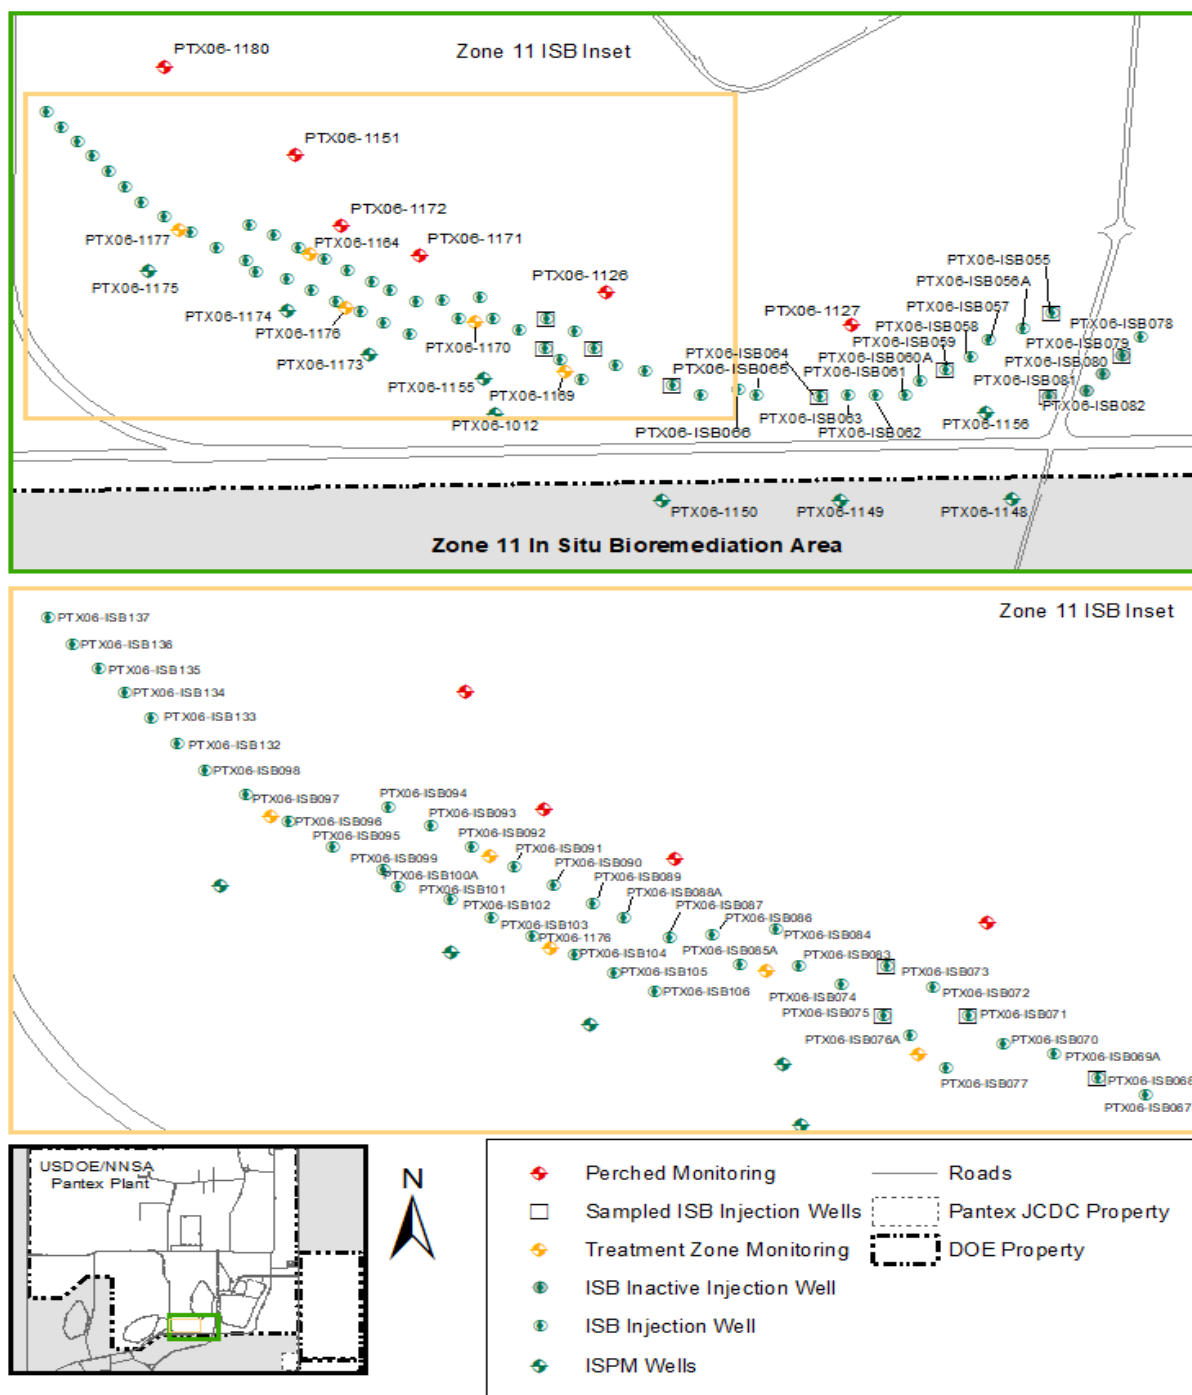 PTX06-1180
Zone 11 ISB Inset
PTX06-1151
PTX06-1172
PTX06-1177
PTX06-1164
PTX06-1171
PTX06-ISB055
PTX06-1175
PTX06-1126
PTX06-ISB056A
PTX06-1174
PTX06-1127
PTX06-ISB057
PTX06-ISB078
PTX06-1176
PTX06-ISB058
PTX06-ISB079
PTX06-1170
PTX06-ISB059
PTX06-ISB064
PTX06-ISB060A
PTX06-ISB080
PTX06-1173
PTX06-ISB065
PTX06-ISB061
PTX06-ISB081
PTX06-1155
PTX06-1169
PTX06-ISB082
PTX06-ISB063
PTX06-1156
PTX06-1012
PTX06-ISB066
PTX06-ISB062
PTX06-1150
PTX06-1149
PTX06-1148
Zone 11 In Situ Bioremediation Area
Zone 11 ISB Inset
PTX06-ISB137
PTX06-ISB136
PTX06-ISB135
PTX06-ISB134
PTX06-ISB133
PTX06-ISB132
PTX06-ISB098
PTX06-ISB097
PTX06-ISB094
PTX06-ISB093
PTX06-ISB096
PTX06-ISB092
PTX06-ISB095
PTX06-ISB091
PTX06-ISB099
PTX06-ISB090
PTX06-ISB100A
PTX06-ISB089
PTX06-ISB101
PTX06-ISB088A
PTX06-ISB102
PTX06-ISB087
PTX06-ISB103
PTX06-ISB086
PTX06-1176
PTX06-ISB084
PTX06-ISB104
PTX06-ISB085A
PTX06-ISB083
PTX06-ISB105
PTX06-ISB073
PTX06-ISB106
PTX06-ISB074
PTX06-ISB072
PTX06-ISB075
PTX06-ISB071
PTX06-ISB076A
PTX06-ISB070
PTX06-ISB069A
PTX06-ISB077
PTX06-ISB068
PTX06-ISB067
USDOE/NNSA
Pantex Plant
N
Perched Monitoring
Sampled ISB Injection Wells
Treatment Zone Monitoring
ISB Inactive Injection Well
ISB Injection Well
ISPM Wells
Roads
Pantex JCDC Property
DOE Property